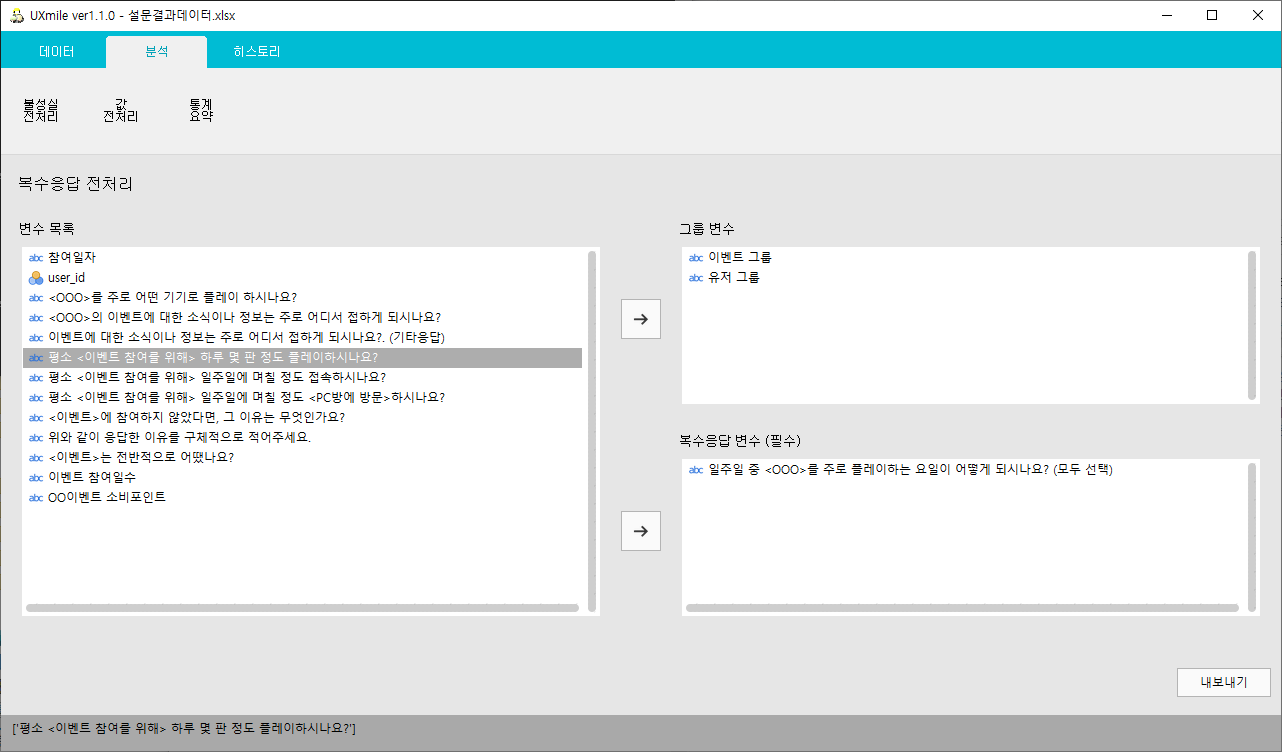 UXmile ver1.1.0 - 설문결과데이터.xlsx
데이터
분석
히스토리
불성실
전처리
값
전처리
통계
요약
복수응답 전처리
변수 목록
abc 참여일자
user_id
abc <OOO>를 주로 어떤 기기로 플레이 하시나요?
abc <OOO>의 이벤트에 대한 소식이나 정보는 주로 어디서 접하게 되시나요?
abc 이벤트에 대한 소식이나 정보는 주로 어디서 접하게 되시나요?. (기타응답)
abc 평소 <이벤트 참여를 위해> 하루 몇 판 정도 플레이하시나요?
abc 평소 <이벤트 참여를 위해> 일주일에 며칠 정도 접속하시나요?
abc 평소 <이벤트 참여를 위해> 일주일에 며칠 정도 <PC방에 방문>하시나요?
abc <이벤트>에 참여하지 않았다면, 그 이유는 무엇인가요?
abc 위와 같이 응답한 이유를 구체적으로 적어주세요.
abc <이벤트>는 전반적으로 어땠나요?
abc 이벤트 참여일수
abc OO이벤트 소비포인트
그룹 변수
abc 이벤트 그룹
abc 유저 그룹
복수응답 변수 (필수)
abc 일주일 중 <OOO>를 주로 플레이하는 요일이 어떻게 되시나요? (모두 선택)
내보내기
['평소 <이벤트 참여를 위해> 하루 몇 판 정도 플레이하시나요?']